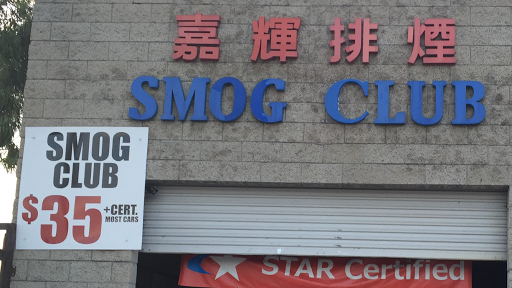 嘉輝排煙
SMOG CLUB
SMOG
CLUB
$35 +CERT.
MOST CARS
STAR Certified